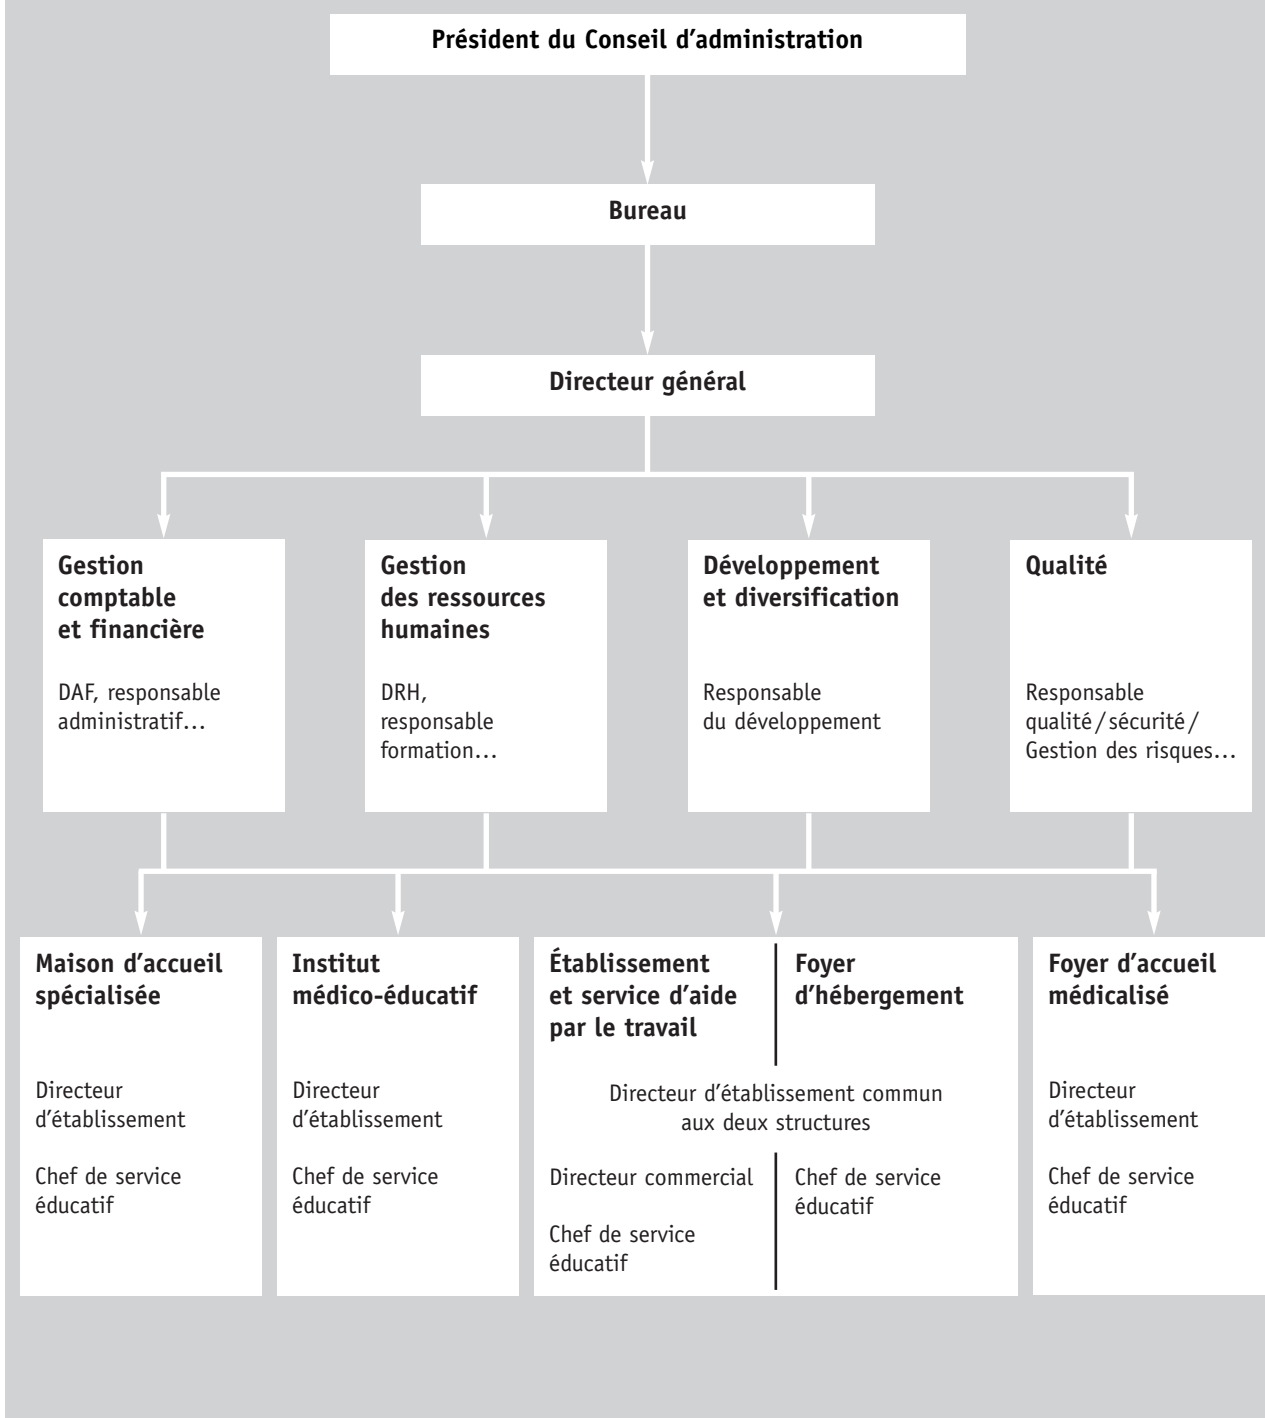 Président du Conseil d'administration
Bureau
Directeur général
Gestion
comptable
et financière
DAF, responsable
administratif…
Gestion
des ressources
humaines
DRH,
responsable
formation…
Développement
et diversification
Responsable
du développement
Qualité
Responsable
qualité/sécurité/
Gestion des risques…
Maison d'accueil
spécialisée
Directeur
d'établissement
Chef de service
éducatif
Institut
médico-éducatif
Directeur
d'établissement
Chef de service
éducatif
Établissement
et service d'aide
par le travail
Foyer
d'hébergement
Directeur d'établissement commun
aux deux structures
Directeur commercial
Chef de service
éducatif
Chef de service
éducatif
Foyer d'accueil
médicalisé
Directeur
d'établissement
Chef de service
éducatif